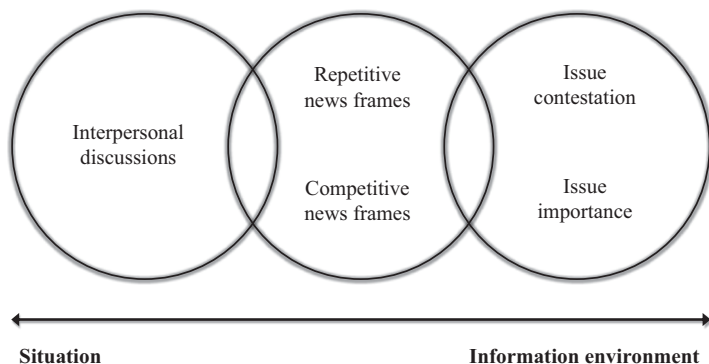 Interpersonal
discussions
Repetitive
news frames
Competitive
news frames
Issue
contestation
Issue
importance
Situation
Information environment